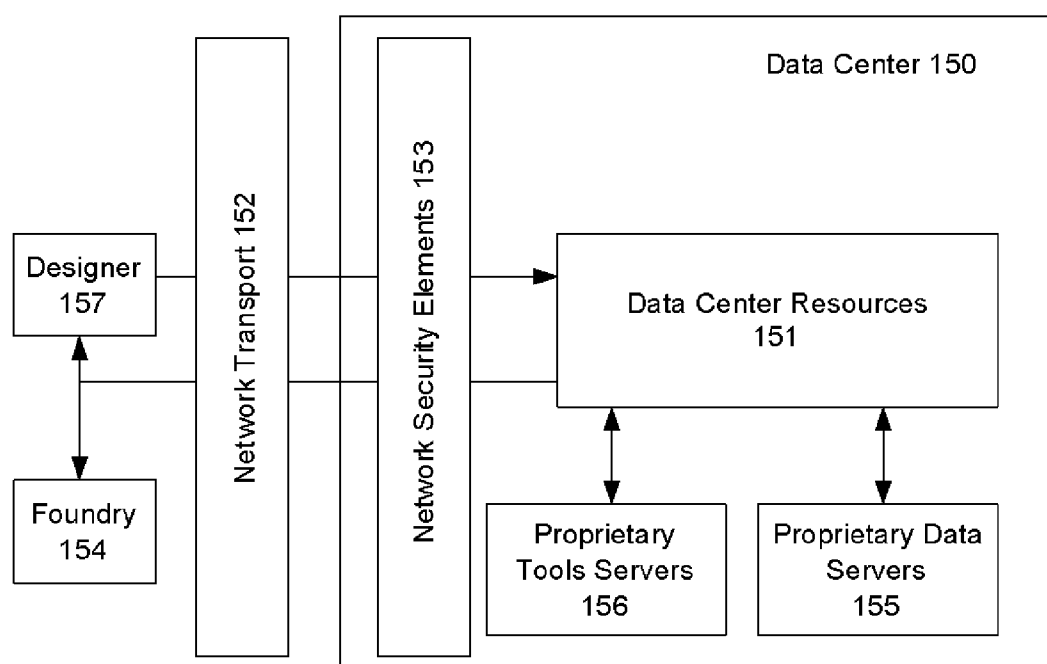 Data Center 150
Network Transport 152
Network Security Elements 153
Designer
157
Data Center Resources
151
Foundry
154
Proprietary
Tools Servers
156
Proprietary Data
Servers
155